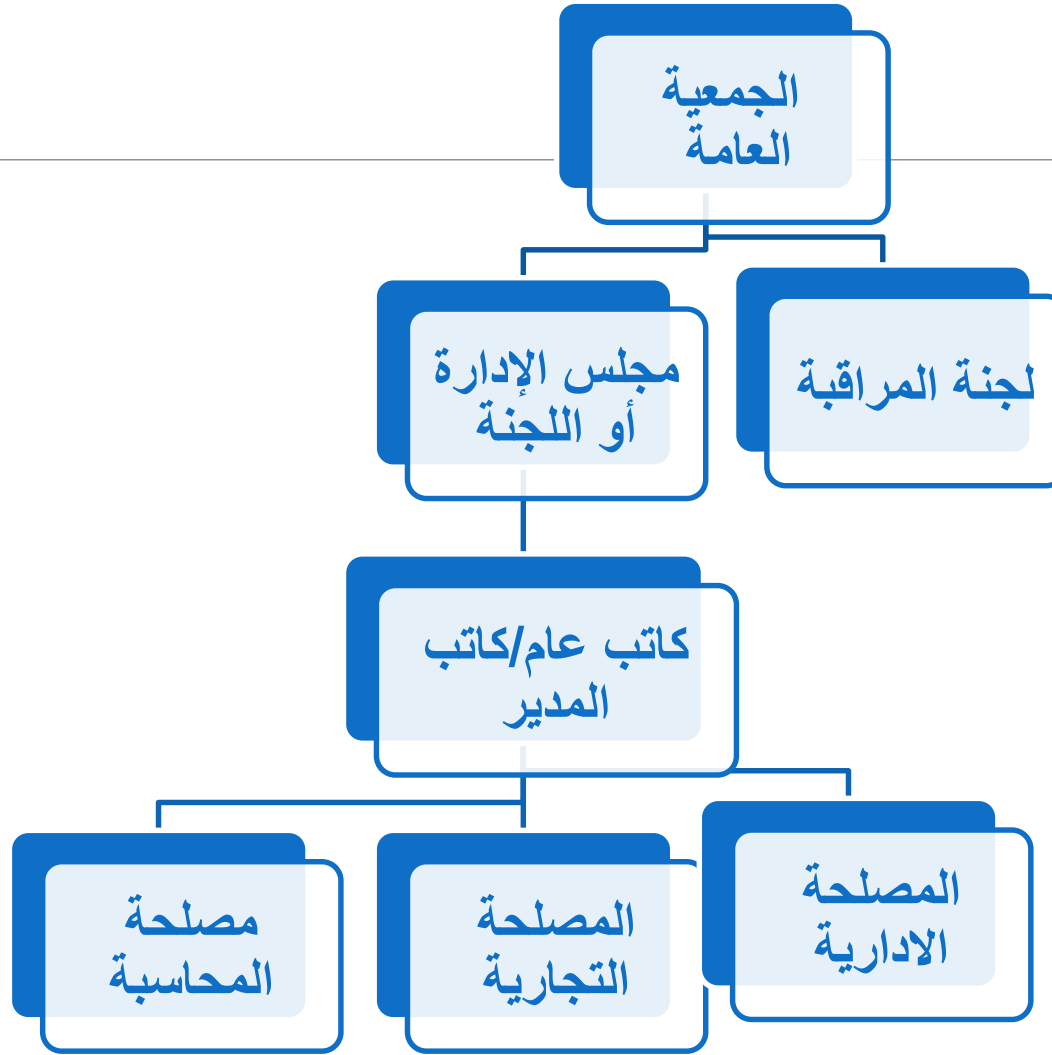 الجمعية
العامة
لجنة المراقبة
مجلس الإدارة
أو اللجنة
كاتب عام/كاتب
المدير
المصلحة
الادارية
المصلحة
التجارية
مصلحة
المحاسبة